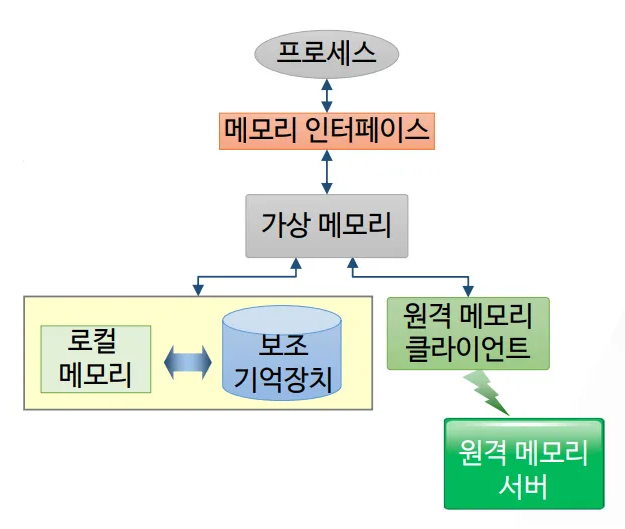 프로세스
메모리 인터페이스
가상 메모리
로컬
메모리
보조
기억장치
원격 메모리
클라이언트
원격 메모리
서버